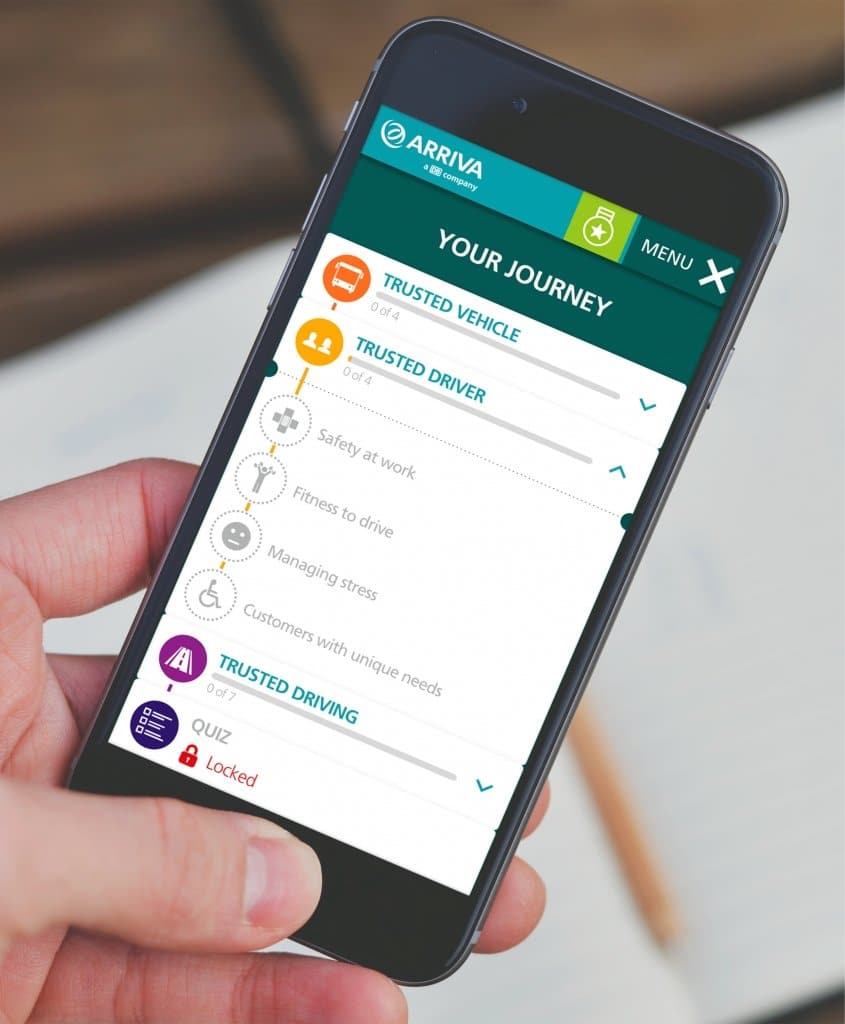 ARRIVA
a DB company
MENU
YOUR JOURNEY
TRUSTED VEHICLE
0 of 4
TRUSTED DRIVER
0 of 4
Safety at work
Fitness to drive
Managing stress
Customers with unique needs
TRUSTED DRIVING
0 of 7
QUIZ
Locked